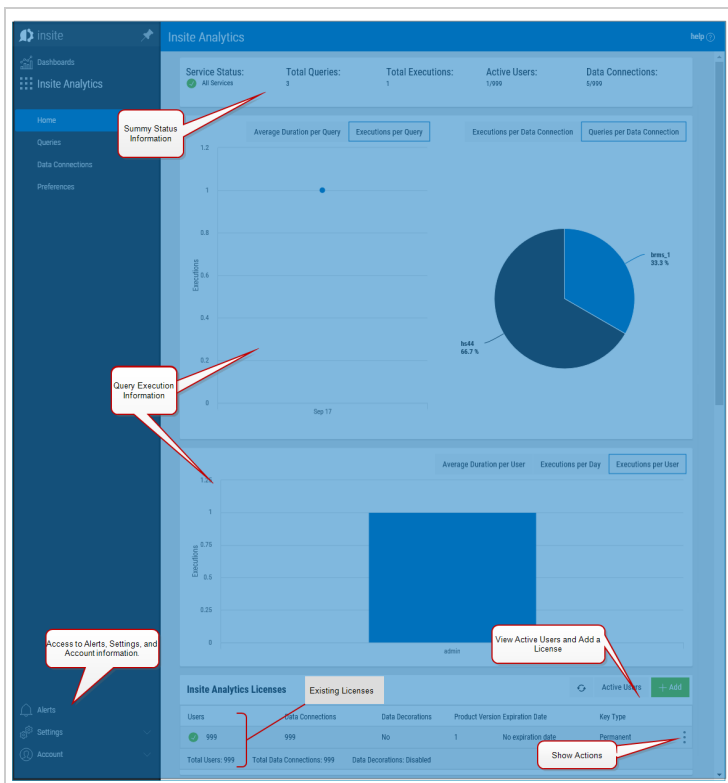 insite
Insite Analytics
help ?
Dashboards
Insite Analytics
Home
Queries
Data Connections
Preferences
Alerts
Settings
Account
Service Status:
All Services
Total Queries:
3
Total Executions:
1
Active Users:
1/999
Data Connections:
5/999
Summy Status
Information
Average Duration per Query
Executions per Query
Executions per Data Connection
Queries per Data Connection
1.2
1
0.8
0.6
0.4
0.2
0
Executions
Sep 17
brms_1
33.3 %
hs44
66.7 %
Query Execution
Information
Average Duration per User
Executions per Day
Executions per User
1.25
1
0.75
0.5
0.25
0
Executions
admin
Access to Alerts, Settings, and
Account information.
View Active Users and Add a
License
Insite Analytics Licenses
Existing Licenses
Active Users
+ Add
Users
Data Connections
Data Decorations
Product Version
Expiration Date
Key Type
999
999
No
1
No expiration date
Permanent
Show Actions
Total Users: 999
Total Data Connections: 999
Data Decorations: Disabled